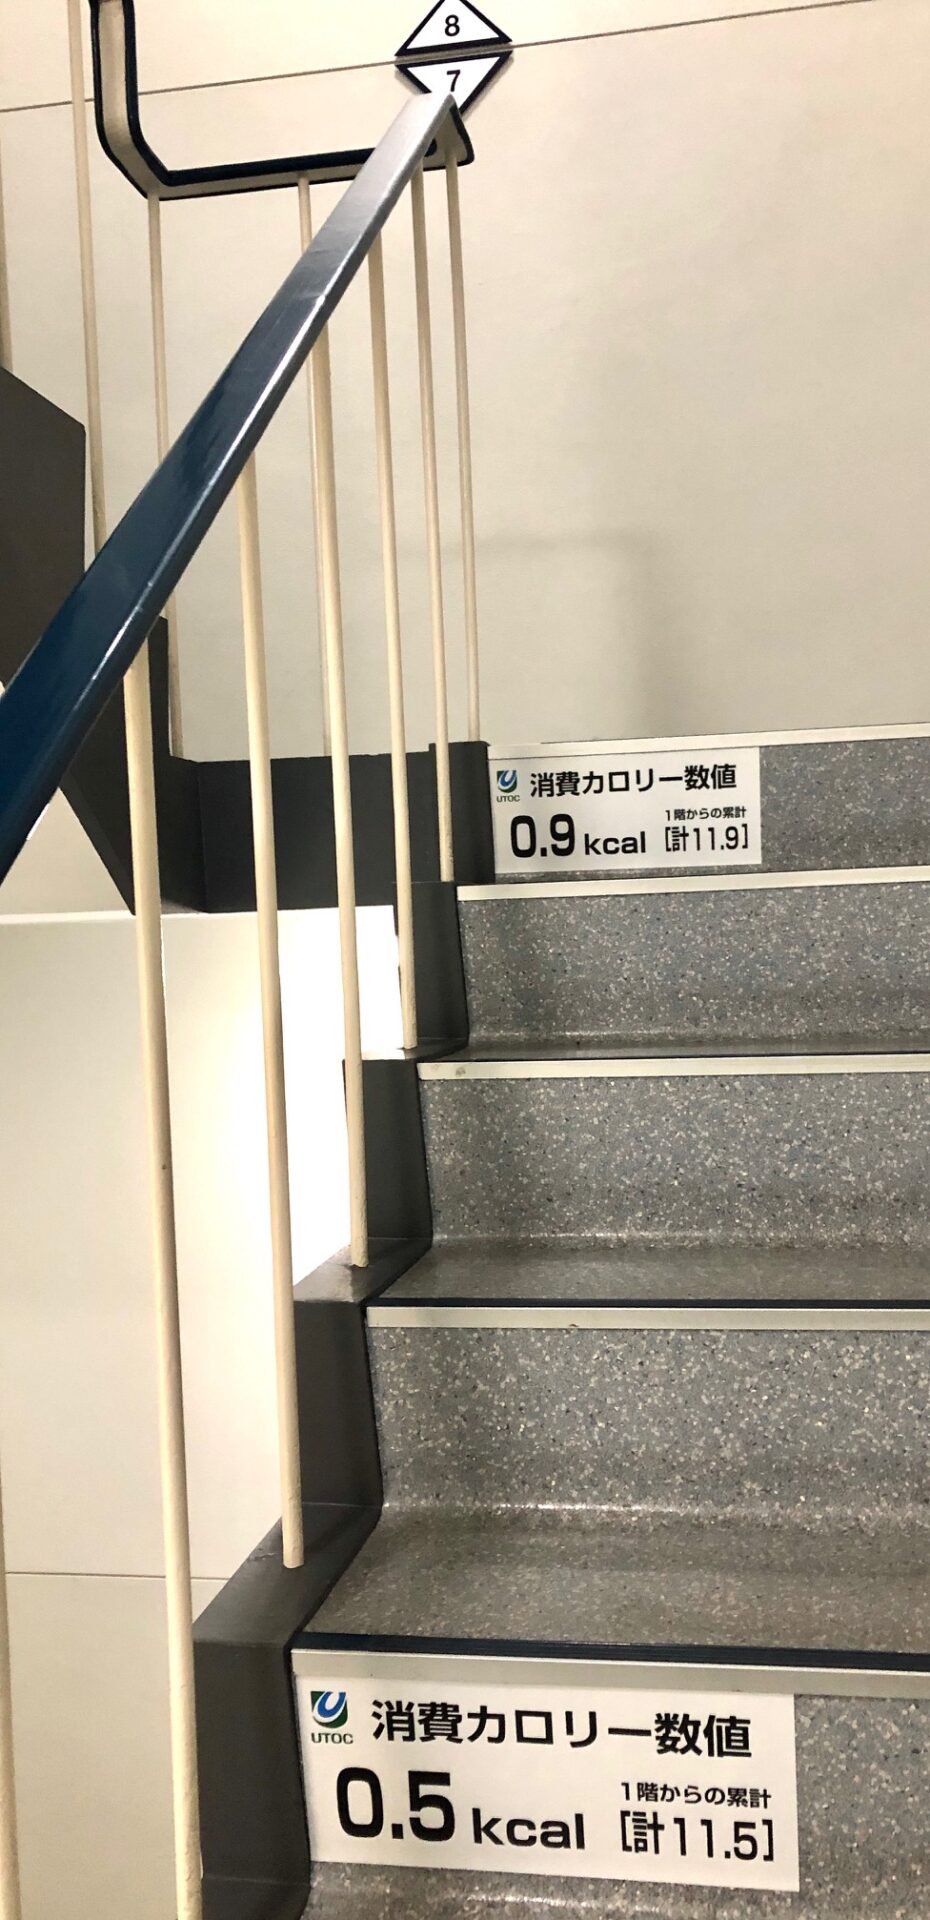 8
7
UTOC
消費カロリー数値
0.9 kcal
1階からの累計
[計11.9]
UTOC
消費カロリー数値
0.5 kcal
1階からの累計
[計11.5]